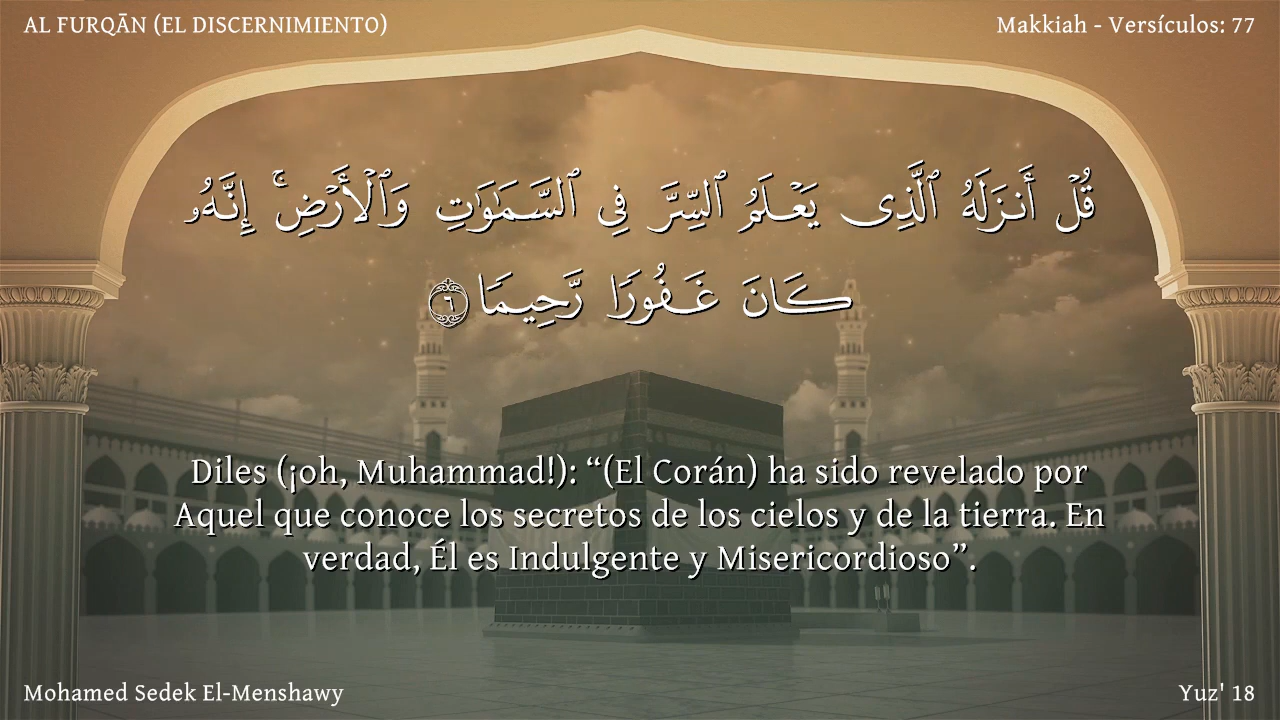 AL FURQĀN (EL DISCERNIMIENTO)
Makkiah - Versículos: 77
قُلْ أَنزَلَهُ ٱلَّذِى يَعْلَمُ ٱلسِّرَّ فِى ٱلسَّمَـٰوَٰتِ وَٱلْأَرْضِ ۚ إِنَّهُۥ
كَانَ غَفُورًا رَّحِيمًا ٦
Diles (¡oh, Muhammad!): “(El Corán) ha sido revelado por
Aquel que conoce los secretos de los cielos y de la tierra. En
verdad, Él es Indulgente y Misericordioso”.
Mohamed Sedek El-Menshawy
Yuz' 18